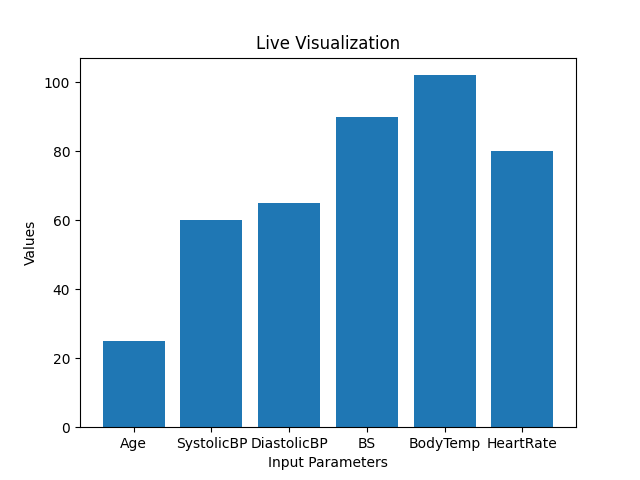 Live Visualization
100
80
60
40
20
0
Values
Age SystolicBP DiastolicBP BS BodyTemp HeartRate
Input Parameters